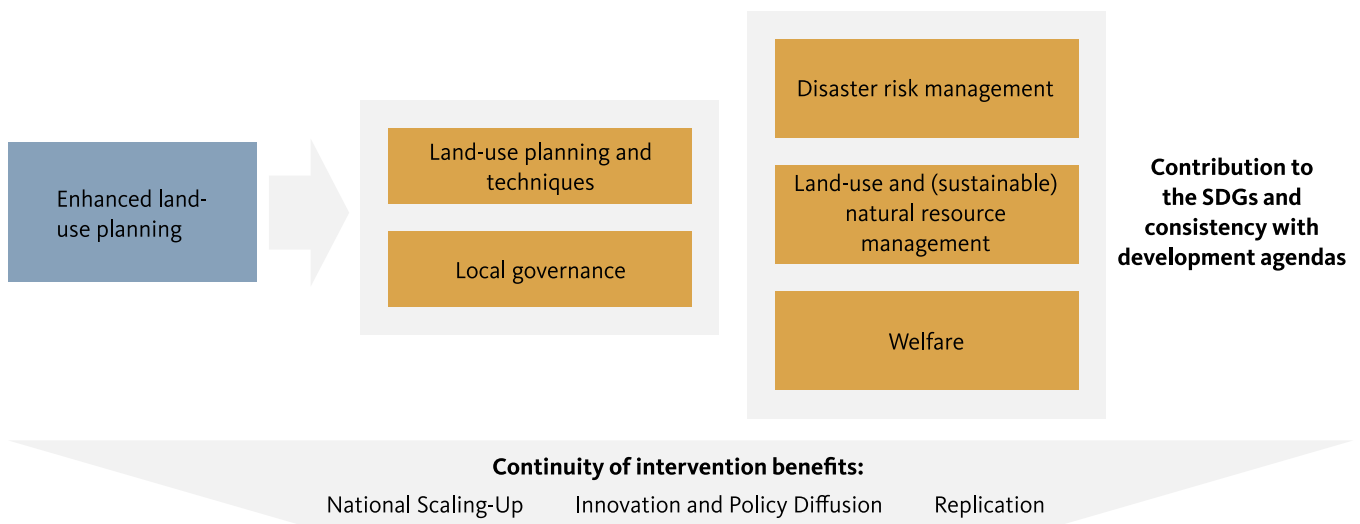 Enhanced land-
use planning
Land-use planning and
techniques
Local governance
Disaster risk management
Land-use and (sustainable)
natural resource
management
Welfare
Contribution to
the SDGs and
consistency with
development agendas
Continuity of intervention benefits:
National Scaling-Up Innovation and Policy Diffusion Replication